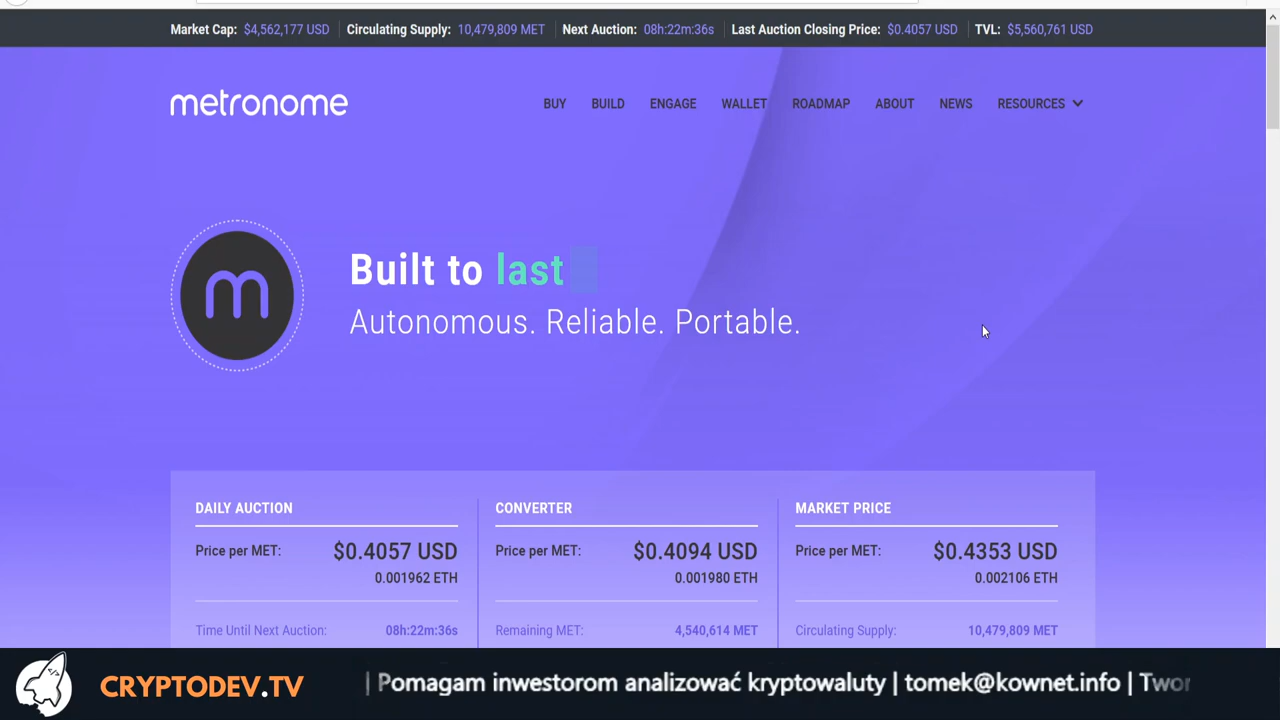 Market Cap: $4,562,177 USD Circulating Supply: 10,479,809 MET Next Auction: 08h:22m:36s Last Auction Closing Price: $0.4057 USD TVL: $5,560,761 USD
metronome
BUY BUILD ENGAGE WALLET ROADMAP ABOUT NEWS RESOURCES
m
Built to last
Autonomous. Reliable. Portable.
DAILY AUCTION
Price per MET: $0.4057 USD
0.001962 ETH
Time Until Next Auction: 08h:22m:36s
CONVERTER
Price per MET: $0.4094 USD
0.001980 ETH
Remaining MET: 4,540,614 MET
MARKET PRICE
Price per MET: $0.4353 USD
0.002106 ETH
Circulating Supply: 10,479,809 MET
CRYPTODEV.TV
| Pomagam inwestorom analizować kryptowaluty | tomek@kownet.info | Twor